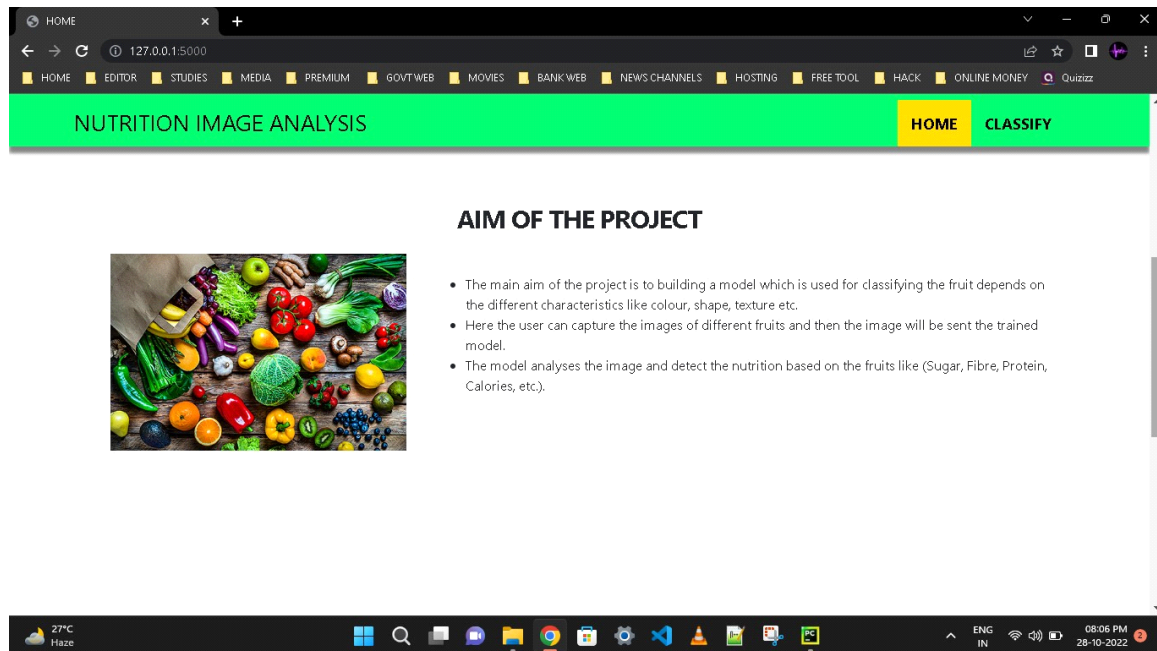 HOME
127.0.0.1:5000
HOME EDITOR STUDIES MEDIA PREMIUM GOVT WEB MOVIES BANK WEB NEWS CHANNELS HOSTING FREE TOOL HACK ONLINE MONEY Quizizz
NUTRITION IMAGE ANALYSIS HOME CLASSIFY
AIM OF THE PROJECT
• The main aim of the project is to building a model which is used for classifying the fruit depends on
the different characteristics like colour, shape, texture etc.
• Here the user can capture the images of different fruits and then the image will be sent the trained
model.
• The model analyses the image and detect the nutrition based on the fruits like (Sugar, Fibre, Protein,
Calories, etc.).
27°C
Haze
PC
ENG
IN
08:06 PM
28-10-2022
2